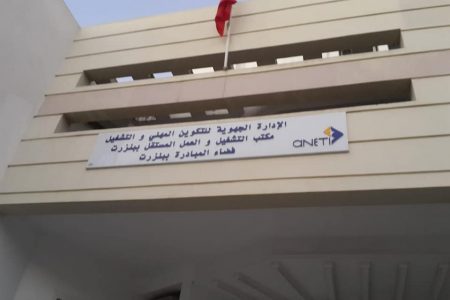 الإدارة الجهوية للتكوين المهني و التشغيل
مكتب التشغيل و العمل المستقل ببنزرت
فضاء المبادرة ببنزرت
aneti